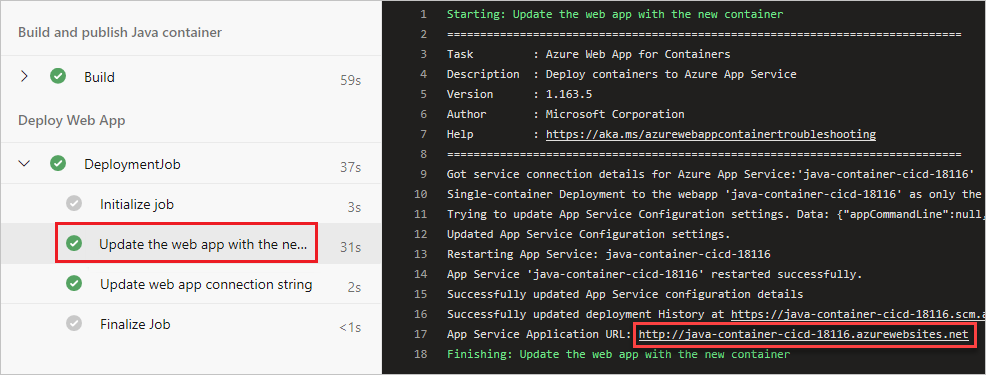 Build and publish Java container
Build 59s
Deploy Web App
DeploymentJob 37s
Initialize job 3s
Update the web app with the ne... 31s
Update web app connection string 2s
Finalize Job <1s
1 Starting: Update the web app with the new container
2 ==============================================================================
3 Task : Azure Web App for Containers
4 Description : Deploy containers to Azure App Service
5 Version : 1.163.5
6 Author : Microsoft Corporation
7 Help : https://aka.ms/azurewebappcontainertroubleshooting
8 ==============================================================================
9 Got service connection details for Azure App Service:'java-container-cicd-18116'
10 Single-container Deployment to the webapp 'java-container-cicd-18116' as only the
11 Trying to update App Service Configuration settings. Data: {"appCommandLine":null,
12 Updated App Service Configuration settings.
13 Restarting App Service: java-container-cicd-18116
14 App Service 'java-container-cicd-18116' restarted successfully.
15 Successfully updated App Service configuration details
16 Successfully updated deployment History at https://java-container-cicd-18116.scm.a
17 App Service Application URL: http://java-container-cicd-18116.azurewebsites.net
18 Finishing: Update the web app with the new container